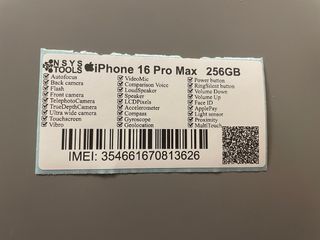 NSYS TOOLS iPhone 16 Pro Max 256GB
Autofocus
Back camera
Flash
Front camera
TelephotoCamera
TrueDepthCamera
Ultra wide camera
Touchscreen
Vibro
VideoMic
Comparison Voice
LoudSpeaker
Speaker
LCDPixels
Accelerometer
Compass
Gyroscope
Geolocation
Power button
RingSilent button
Volume Down
Volume Up
Face ID
ApplePay
Light sensor
Proximity
MultiTouch
IMEI: 354661670813626